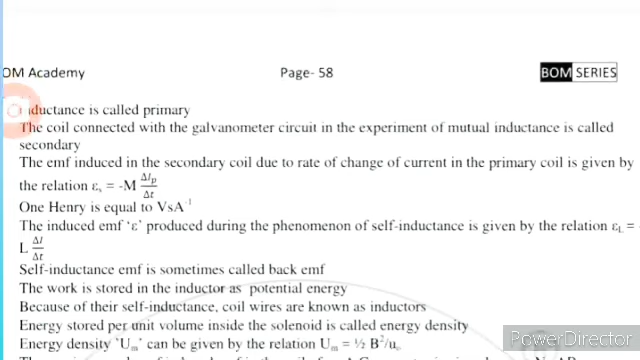 OM Academy Page- 58 BOM SERIES
inductance is called primary
The coil connected with the galvanometer circuit in the experiment of mutual inductance is called
secondary
The emf induced in the secondary coil due to rate of change of current in the primary coil is given by
the relation εs = -M ΔIp/Δt
One Henry is equal to VsA⁻¹
The induced emf ‘ε’ produced during the phenomenon of self-inductance is given by the relation εL = -
L ΔI/Δt
Self-inductance emf is sometimes called back emf
The work is stored in the inductor as potential energy
Because of their self-inductance, coil wires are known as inductors
Energy stored per unit volume inside the solenoid is called energy density
Energy density ‘Um’ can be given by the relation Um = ½ B²/uo
PowerDirector